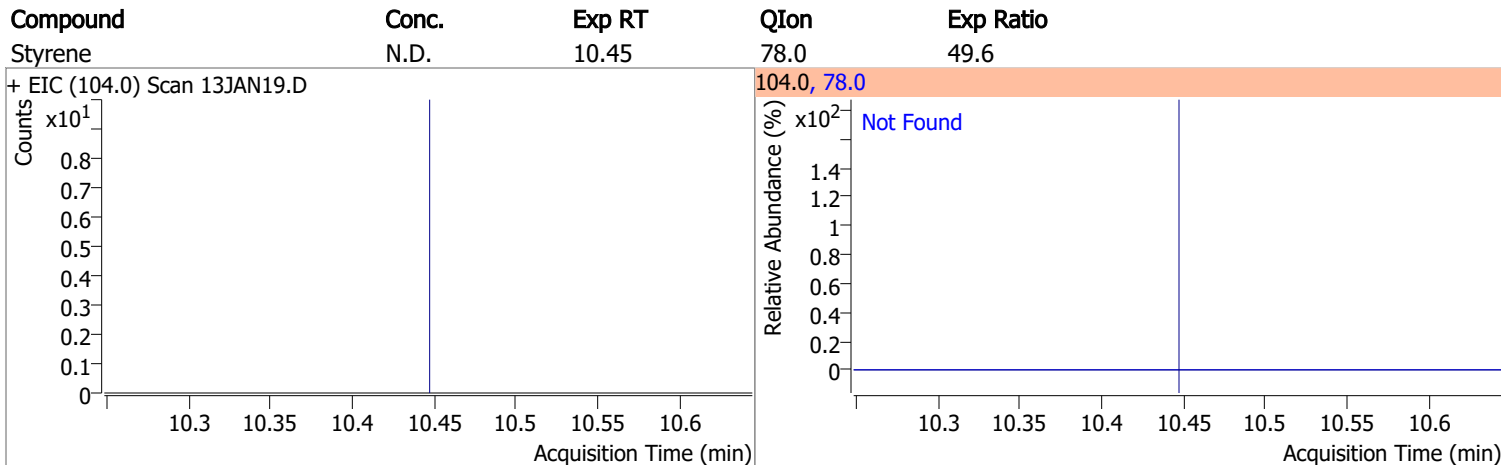 Compound Conc. Exp RT QIon Exp Ratio
Styrene N.D. 10.45 78.0 49.6
+ EIC (104.0) Scan 13JAN19.D
Counts
x10¹
0.8
0.7
0.6
0.5
0.4
0.3
0.2
0.1
0
10.3 10.35 10.4 10.45 10.5 10.55 10.6
Acquisition Time (min)
104.0, 78.0
Relative Abundance (%)
x10²
Not Found
1.4
1.2
1
0.8
0.6
0.4
0.2
0
10.3 10.35 10.4 10.45 10.5 10.55 10.6
Acquisition Time (min)